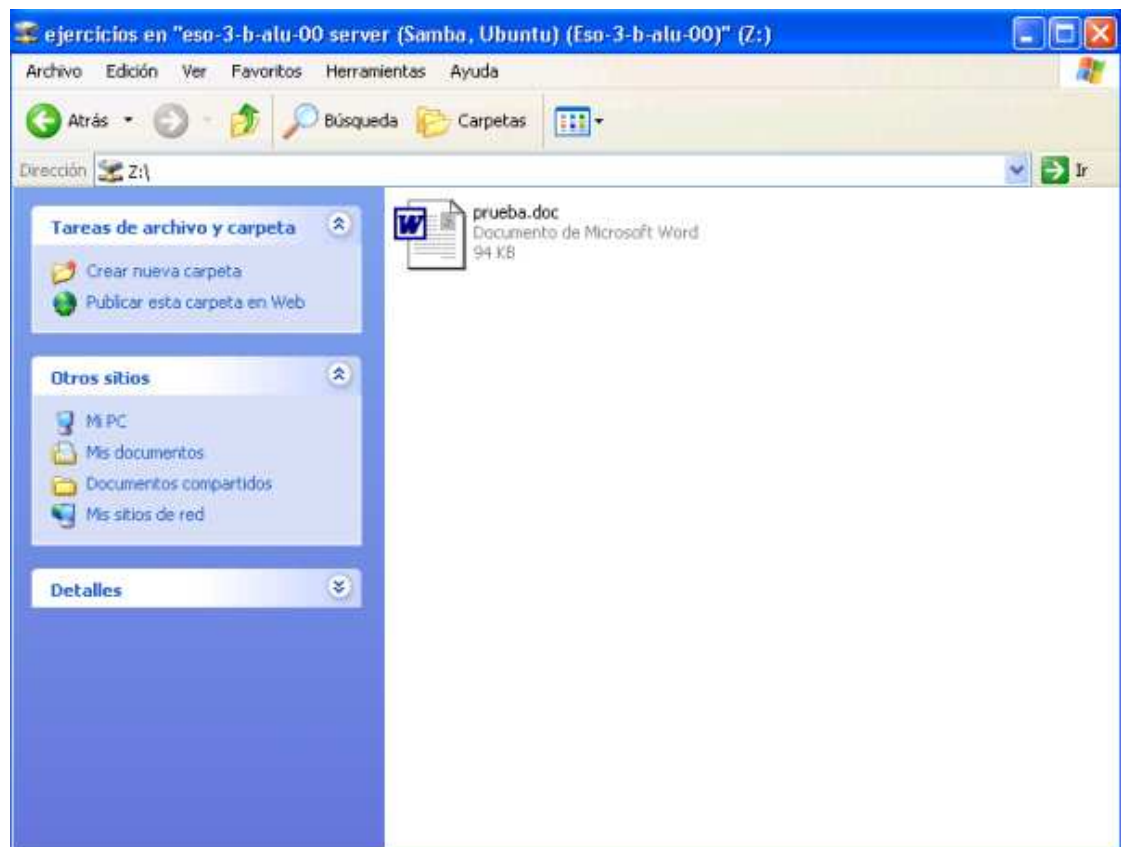 ejercicios en "eso-3-b-alu-00 server (Samba, Ubuntu) (Eso-3-b-alu-00)" (Z:)
Archivo Edición Ver Favoritos Herramientas Ayuda
Atrás Búsqueda Carpetas
Dirección Z:\ Ir
Tareas de archivo y carpeta
Crear nueva carpeta
Publicar esta carpeta en Web
Otros sitios
Mi PC
Mis documentos
Documentos compartidos
Mis sitios de red
Detalles
W
prueba.doc
Documento de Microsoft Word
94 KB